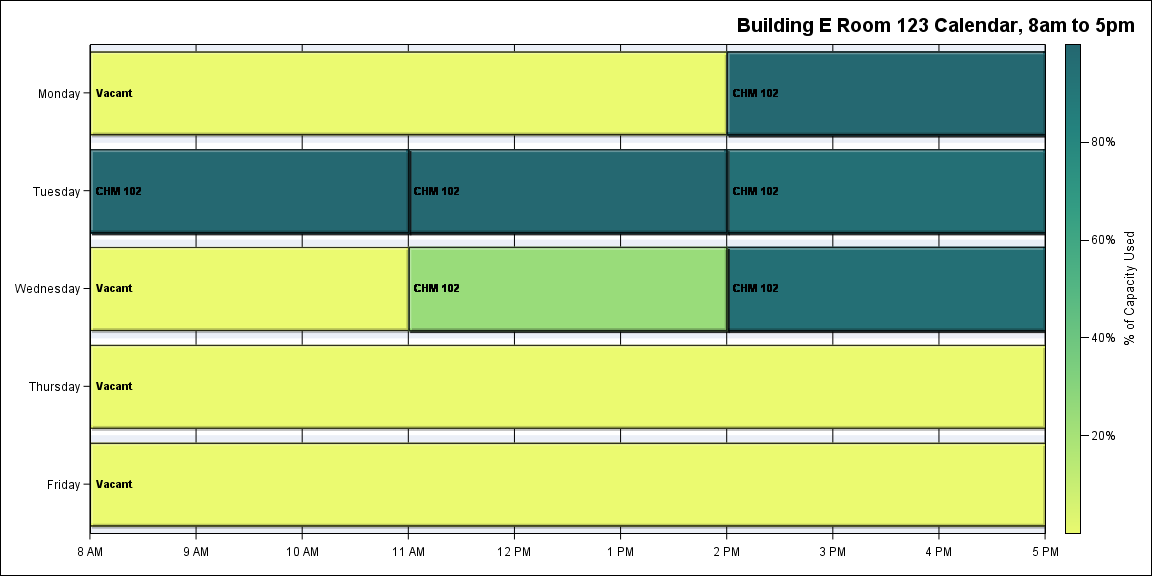 Building E Room 123 Calendar, 8am to 5pm
Monday
Vacant
CHM 102
Tuesday
CHM 102
CHM 102
CHM 102
Wednesday
Vacant
CHM 102
CHM 102
Thursday
Vacant
Friday
Vacant
8 AM
9 AM
10 AM
11 AM
12 PM
1 PM
2 PM
3 PM
4 PM
5 PM
80%
60%
40%
20%
% of Capacity Used